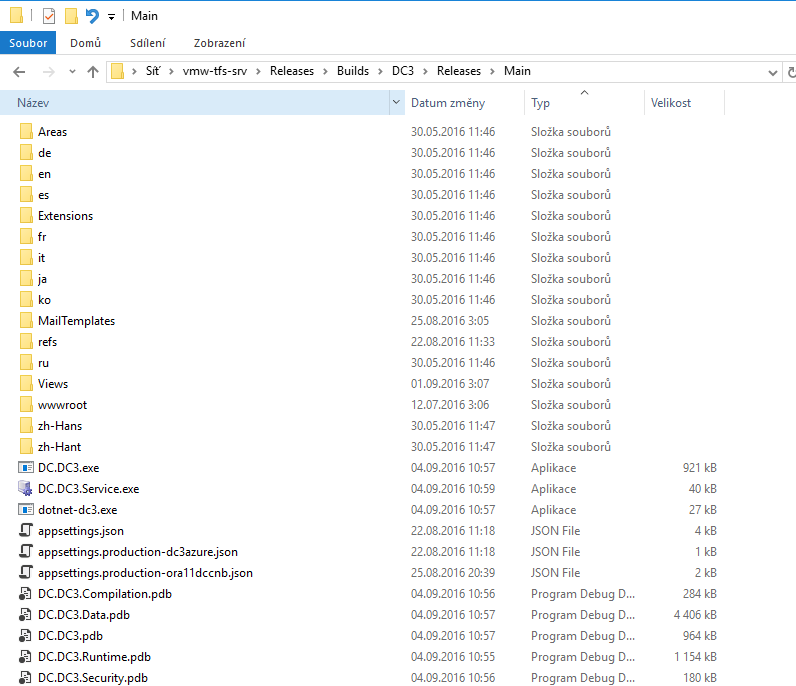 Main
Soubor Domů Sdílení Zobrazení
Síť > vmw-tfs-srv > Releases > Builds > DC3 > Releases > Main
Název Datum změny Typ Velikost
Areas 30.05.2016 11:46 Složka souborů
de 30.05.2016 11:46 Složka souborů
en 30.05.2016 11:46 Složka souborů
es 30.05.2016 11:46 Složka souborů
Extensions 30.05.2016 11:46 Složka souborů
fr 30.05.2016 11:46 Složka souborů
it 30.05.2016 11:46 Složka souborů
ja 30.05.2016 11:46 Složka souborů
ko 30.05.2016 11:46 Složka souborů
MailTemplates 25.08.2016 3:05 Složka souborů
refs 22.08.2016 11:33 Složka souborů
ru 30.05.2016 11:46 Složka souborů
Views 01.09.2016 3:07 Složka souborů
wwwroot 12.07.2016 3:06 Složka souborů
zh-Hans 30.05.2016 11:47 Složka souborů
zh-Hant 30.05.2016 11:47 Složka souborů
DC.DC3.exe 04.09.2016 10:57 Aplikace 921 kB
DC.DC3.Service.exe 04.09.2016 10:59 Aplikace 40 kB
dotnet-dc3.exe 04.09.2016 10:57 Aplikace 27 kB
appsettings.json 22.08.2016 11:18 JSON File 4 kB
appsettings.production-dc3azure.json 22.08.2016 11:18 JSON File 1 kB
appsettings.production-ora11dccnb.json 25.08.2016 20:39 JSON File 2 kB
DC.DC3.Compilation.pdb 04.09.2016 10:56 Program Debug D... 284 kB
DC.DC3.Data.pdb 04.09.2016 10:57 Program Debug D... 4 406 kB
DC.DC3.pdb 04.09.2016 10:57 Program Debug D... 964 kB
DC.DC3.Runtime.pdb 04.09.2016 10:55 Program Debug D... 1 154 kB
DC.DC3.Security.pdb 04.09.2016 10:56 Program Debug D... 180 kB